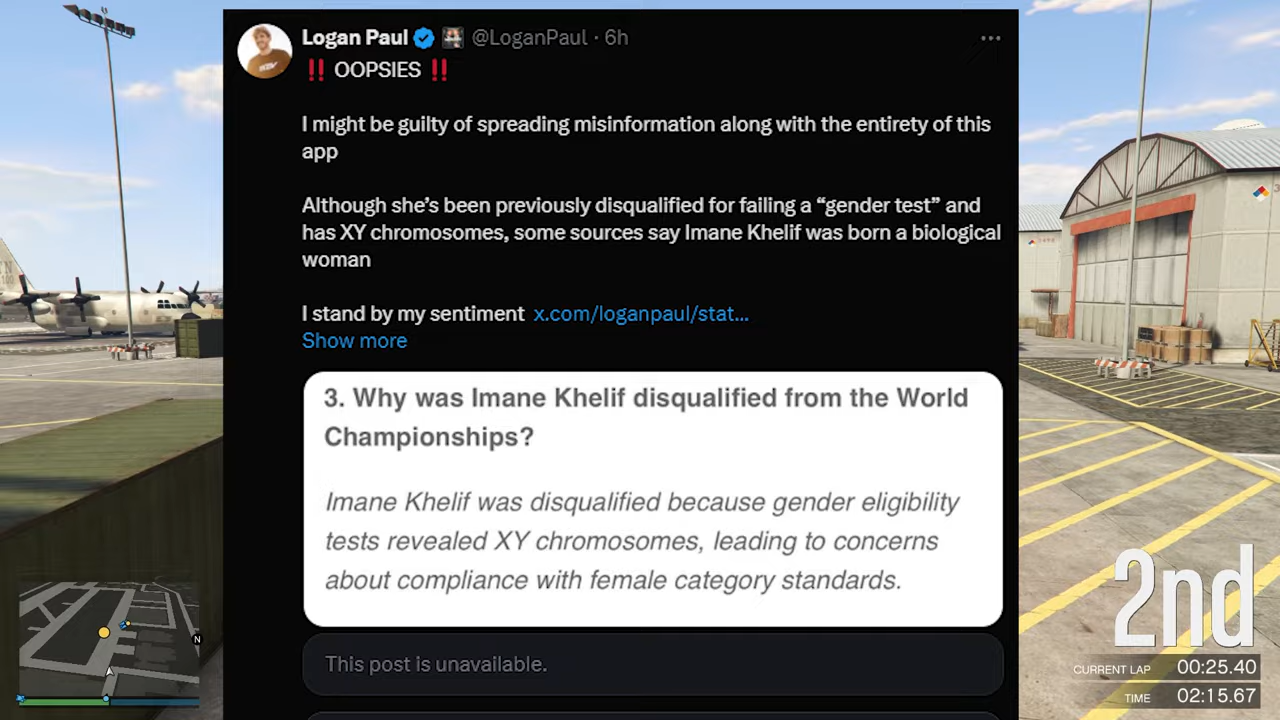 Logan Paul @LoganPaul · 6h
‼️ OOPSIES ‼️
I might be guilty of spreading misinformation along with the entirety of this
app
Although she's been previously disqualified for failing a “gender test” and
has XY chromosomes, some sources say Imane Khelif was born a biological
woman
I stand by my sentiment x.com/loganpaul/stat...
Show more
3. Why was Imane Khelif disqualified from the World
Championships?
Imane Khelif was disqualified because gender eligibility
tests revealed XY chromosomes, leading to concerns
about compliance with female category standards.
This post is unavailable.
N
2nd
CURRENT LAP 00:25.40
TIME 02:15.67